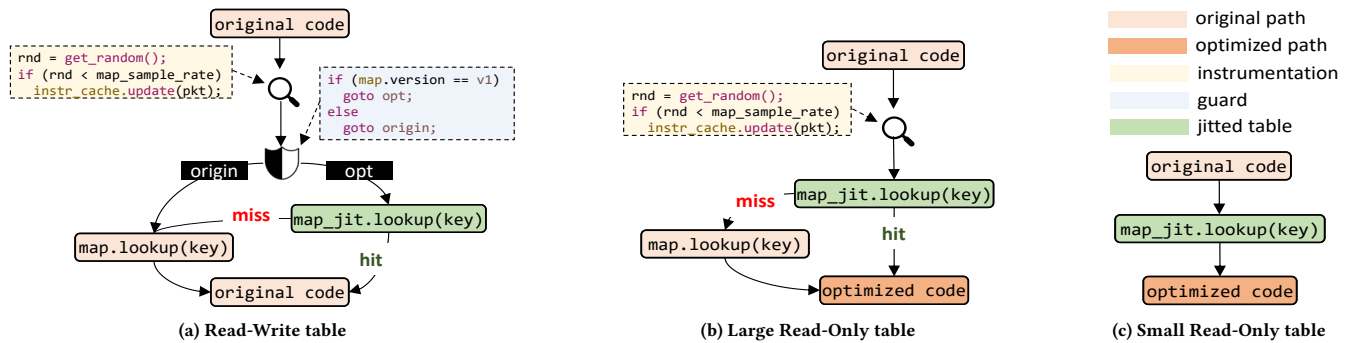 original code
rnd = get_random();
if (rnd < map_sample_rate)
instr_cache.update(pkt);
if (map.version == v1)
goto opt;
else
goto origin;
origin
opt
miss
map_jit.lookup(key)
map.lookup(key)
hit
original code
(a) Read-Write table
original code
rnd = get_random();
if (rnd < map_sample_rate)
instr_cache.update(pkt);
map_jit.lookup(key)
miss
hit
map.lookup(key)
optimized code
(b) Large Read-Only table
original path
optimized path
instrumentation
guard
jitted table
original code
map_jit.lookup(key)
optimized code
(c) Small Read-Only table